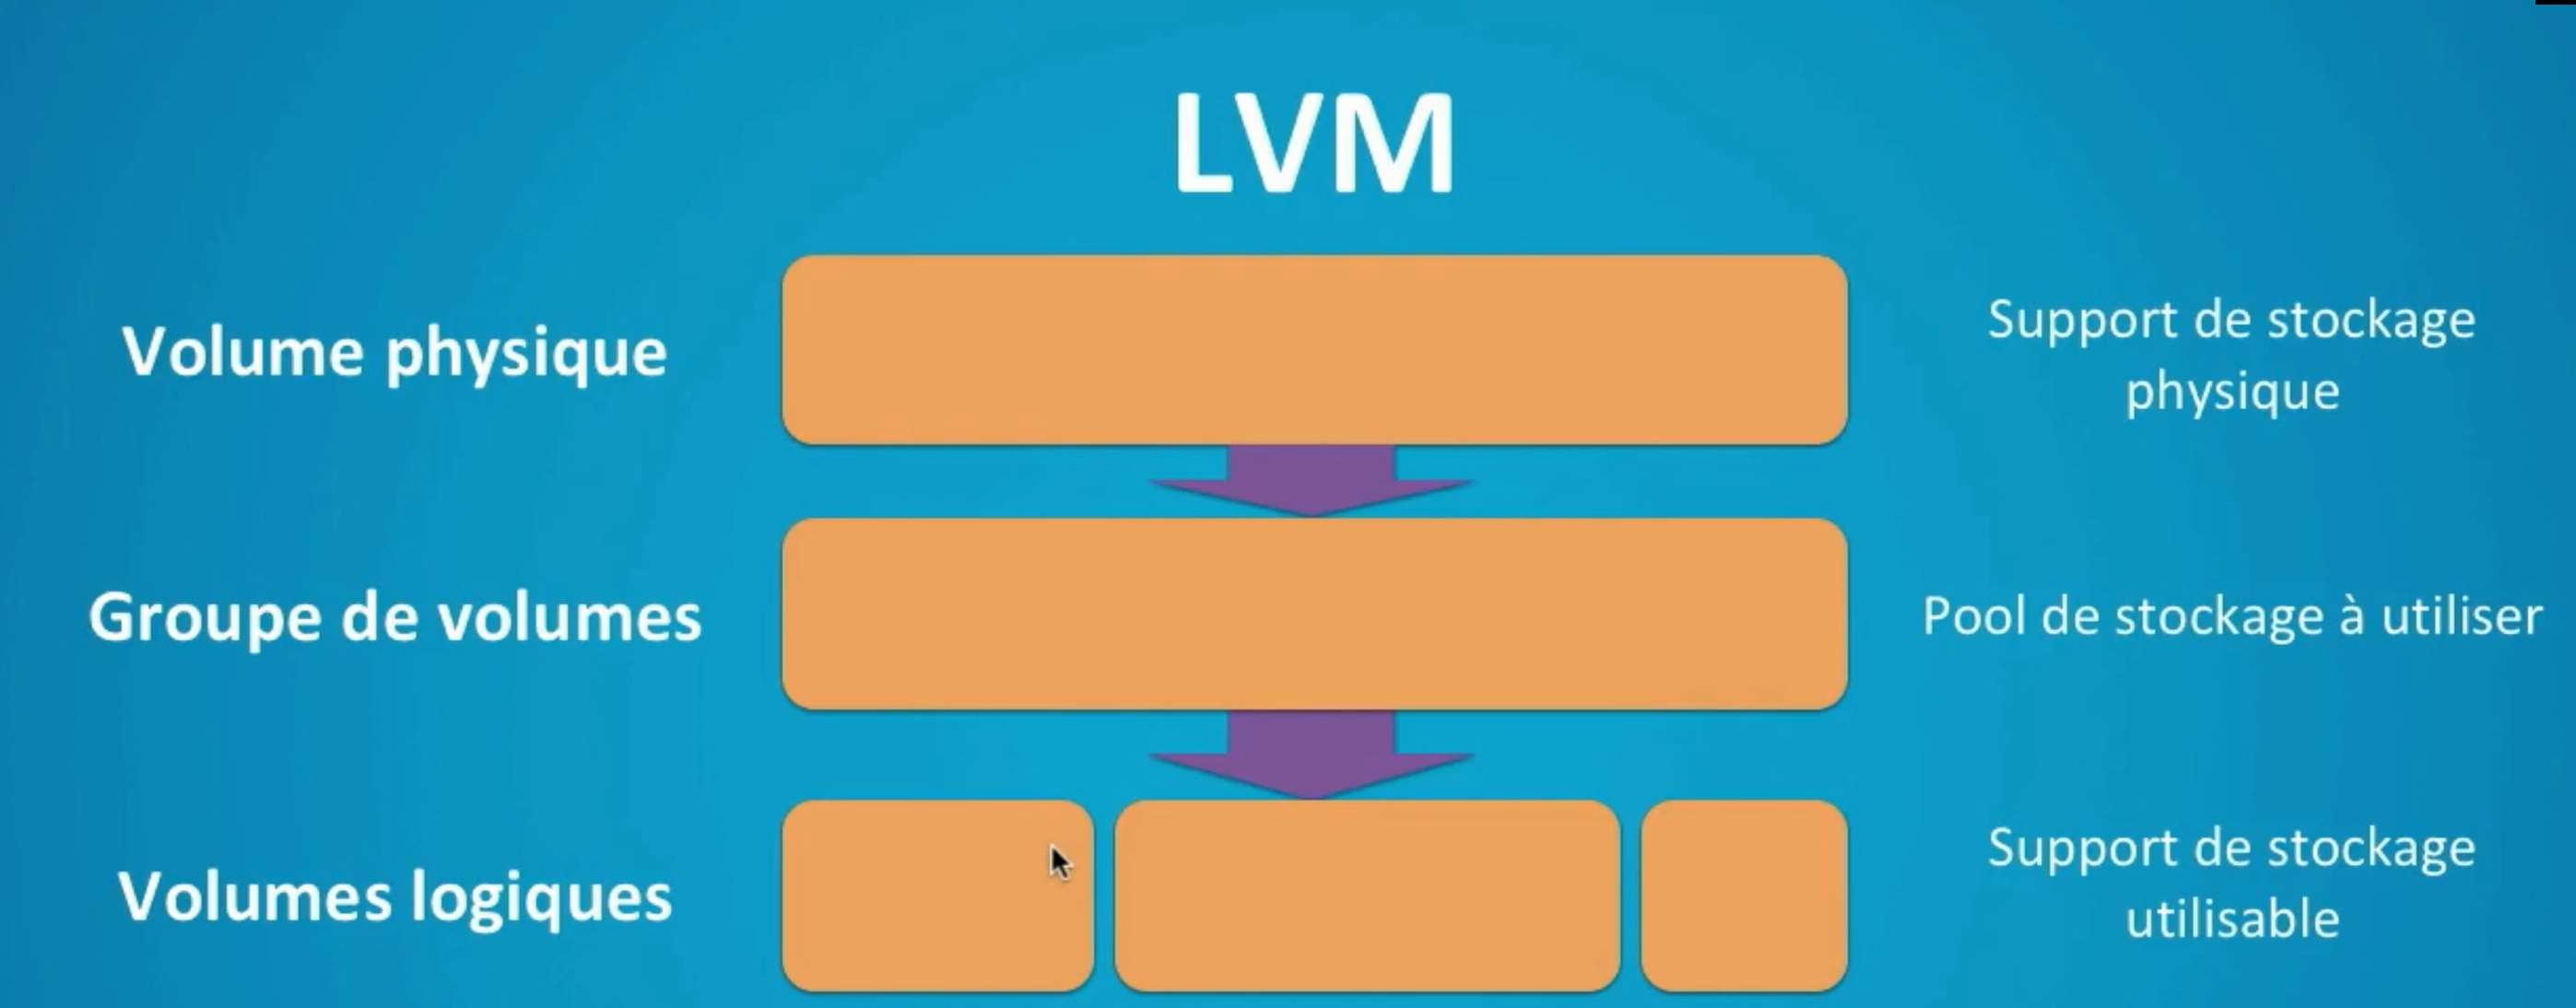 LVM
Volume physique
Support de stockage
physique
Groupe de volumes
Pool de stockage à utiliser
Volumes logiques
Support de stockage
utilisable